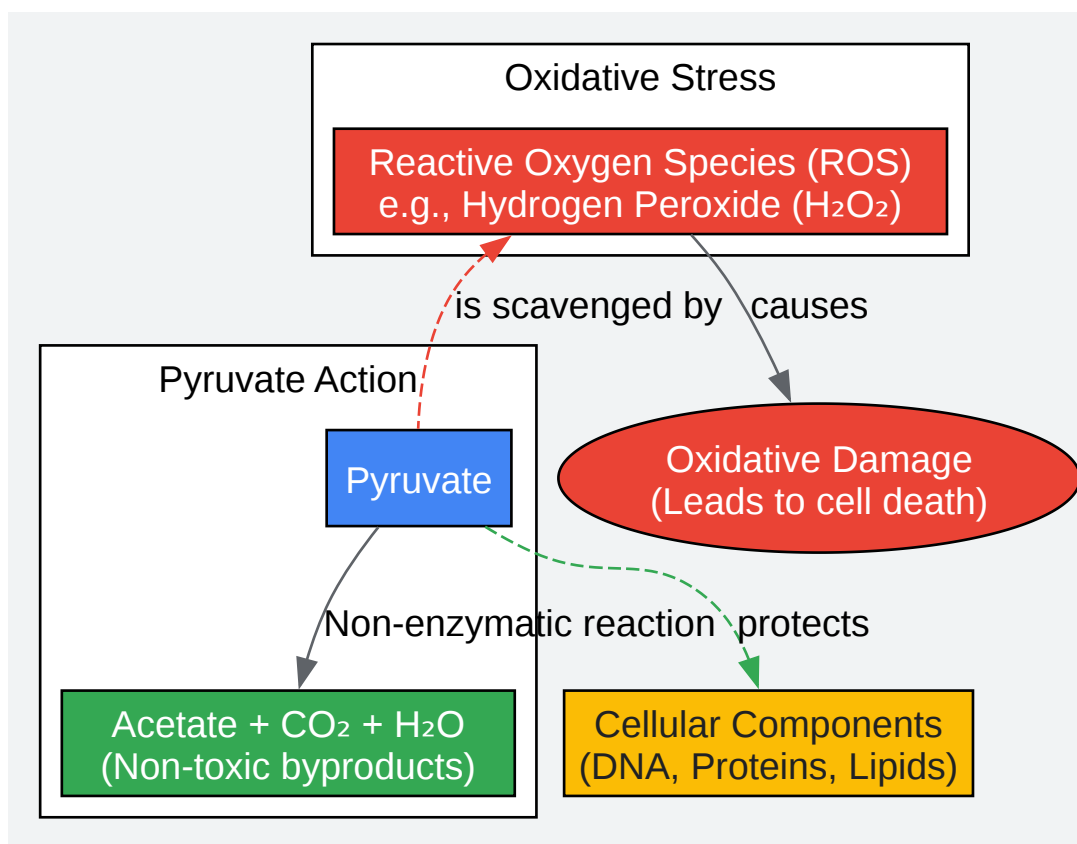 Oxidative Stress
Reactive Oxygen Species (ROS)
e.g., Hydrogen Peroxide (H₂O₂)
is scavenged by
causes
Pyruvate Action
Pyruvate
Oxidative Damage
(Leads to cell death)
Non-enzymatic reaction
protects
Acetate + CO₂ + H₂O
(Non-toxic byproducts)
Cellular Components
(DNA, Proteins, Lipids)